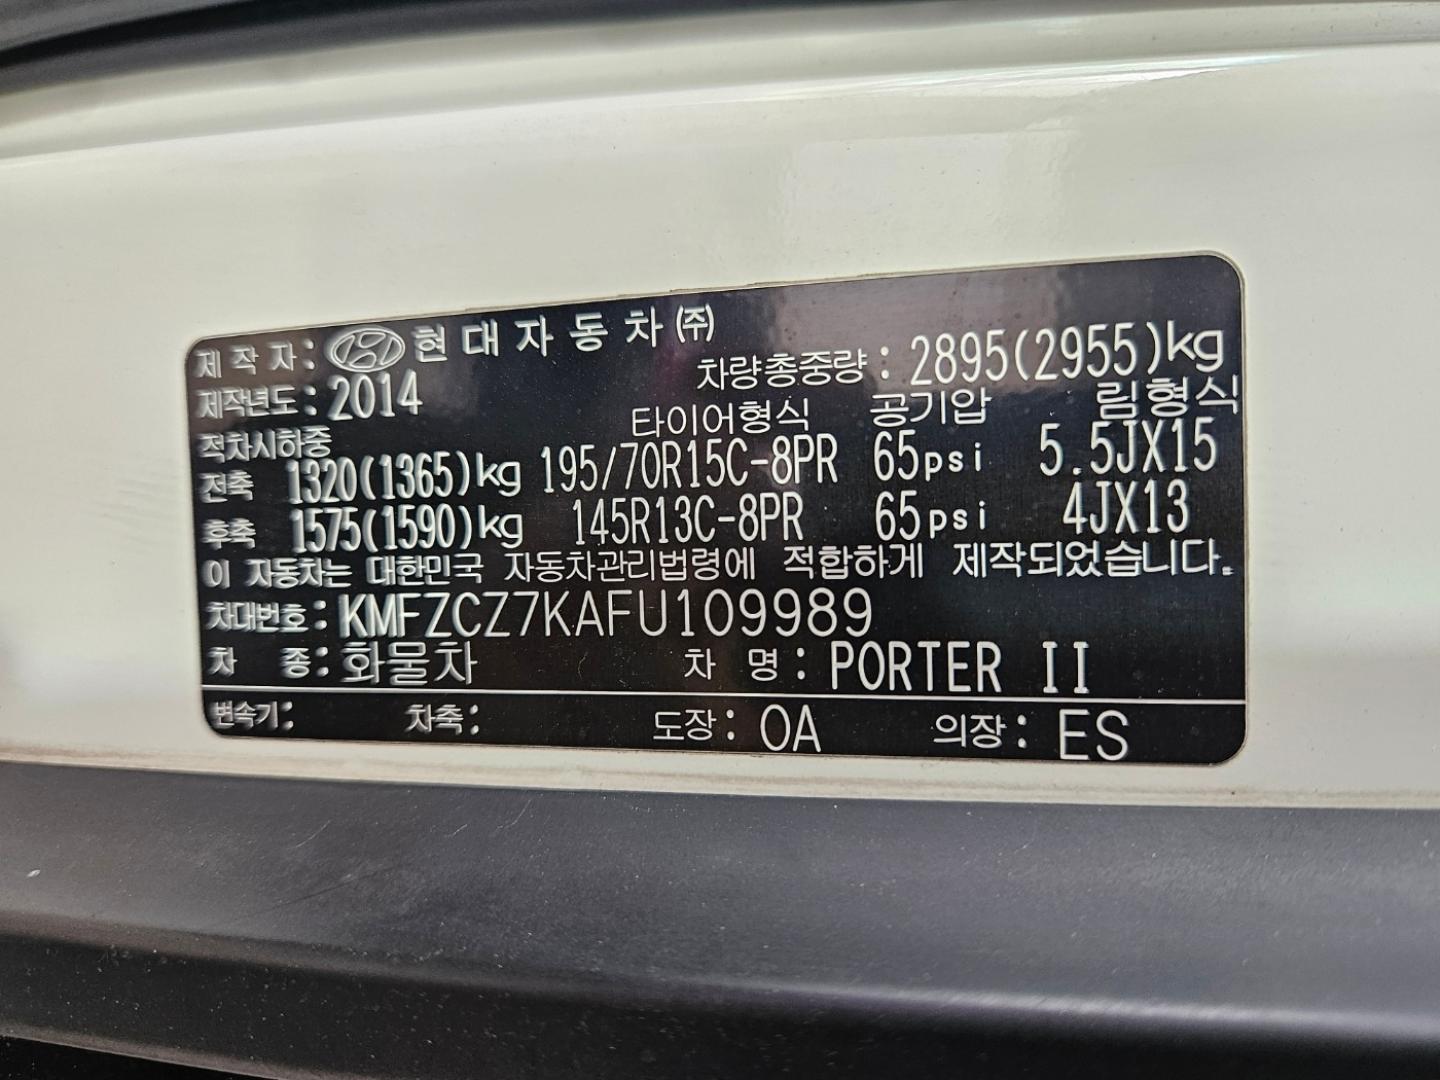 제 작 자 : HYUNDAI 현 대 자 동 차 ㈜
제작년도 : 2014 차량총중량 : 2895(2955)kg
적차시하중 타이어형식 공기압 림형식
전축 1320(1365)kg 195/70R15C-8PR 65psi 5.5JX15
후축 1575(1590)kg 145R13C-8PR 65psi 4JX13
이 자동차는 대한민국 자동차관리법령에 적합하게 제작되었습니다.
차대번호 : KMFZCZ7KAFU109989
차 종 : 화물차 차 명 : PORTER II
변속기 : 차축 : 도장 : OA 의장 : ES